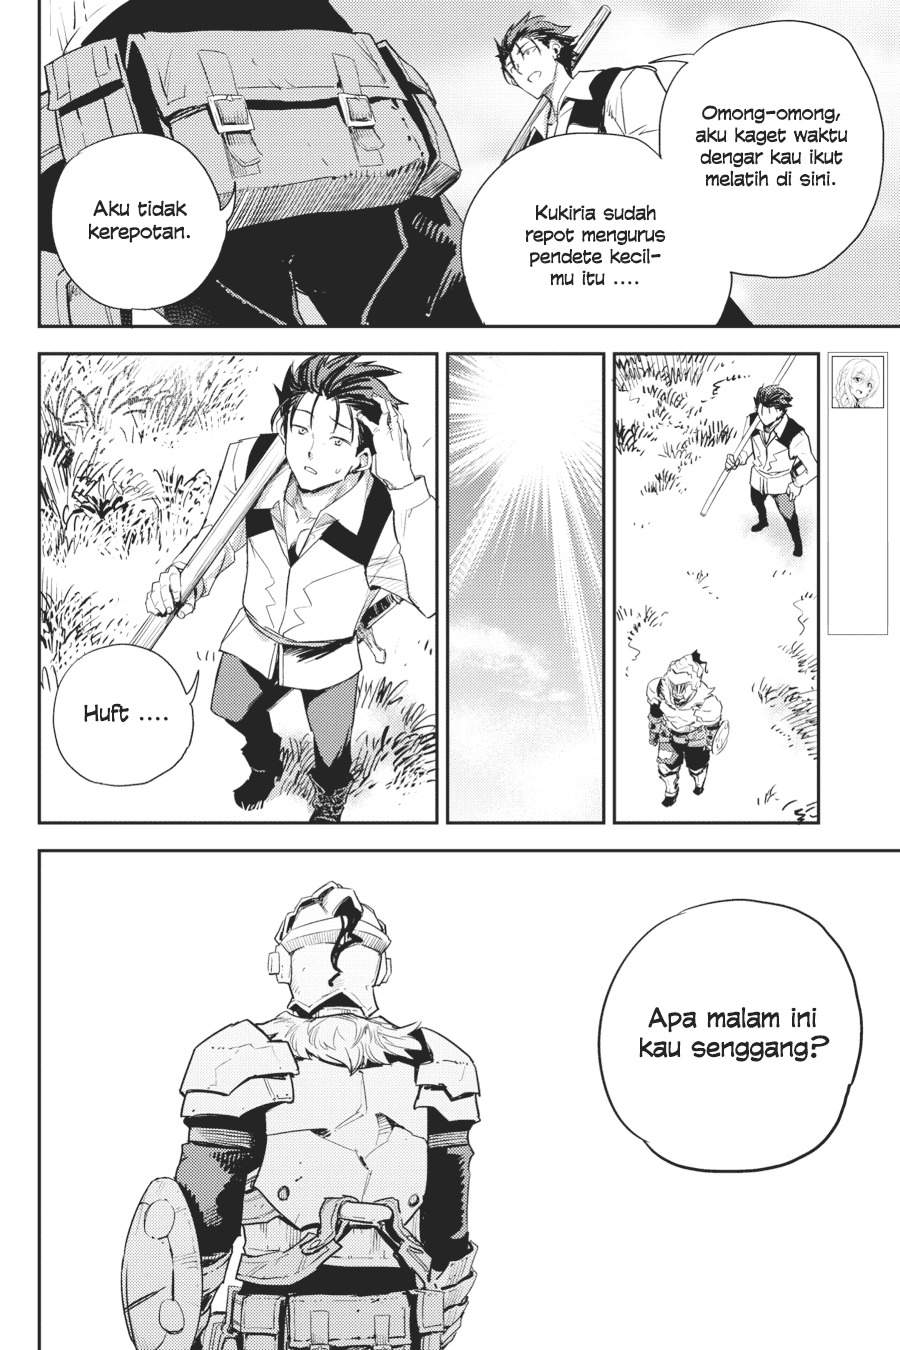 Omong-omong,
aku kaget waktu
dengar kau ikut
melatih di sini.
Kukiria sudah
repot mengurus
pendete kecil-
mu itu ....
Aku tidak
kerepotan.
Huft ....
Apa malam ini
kau senggang?